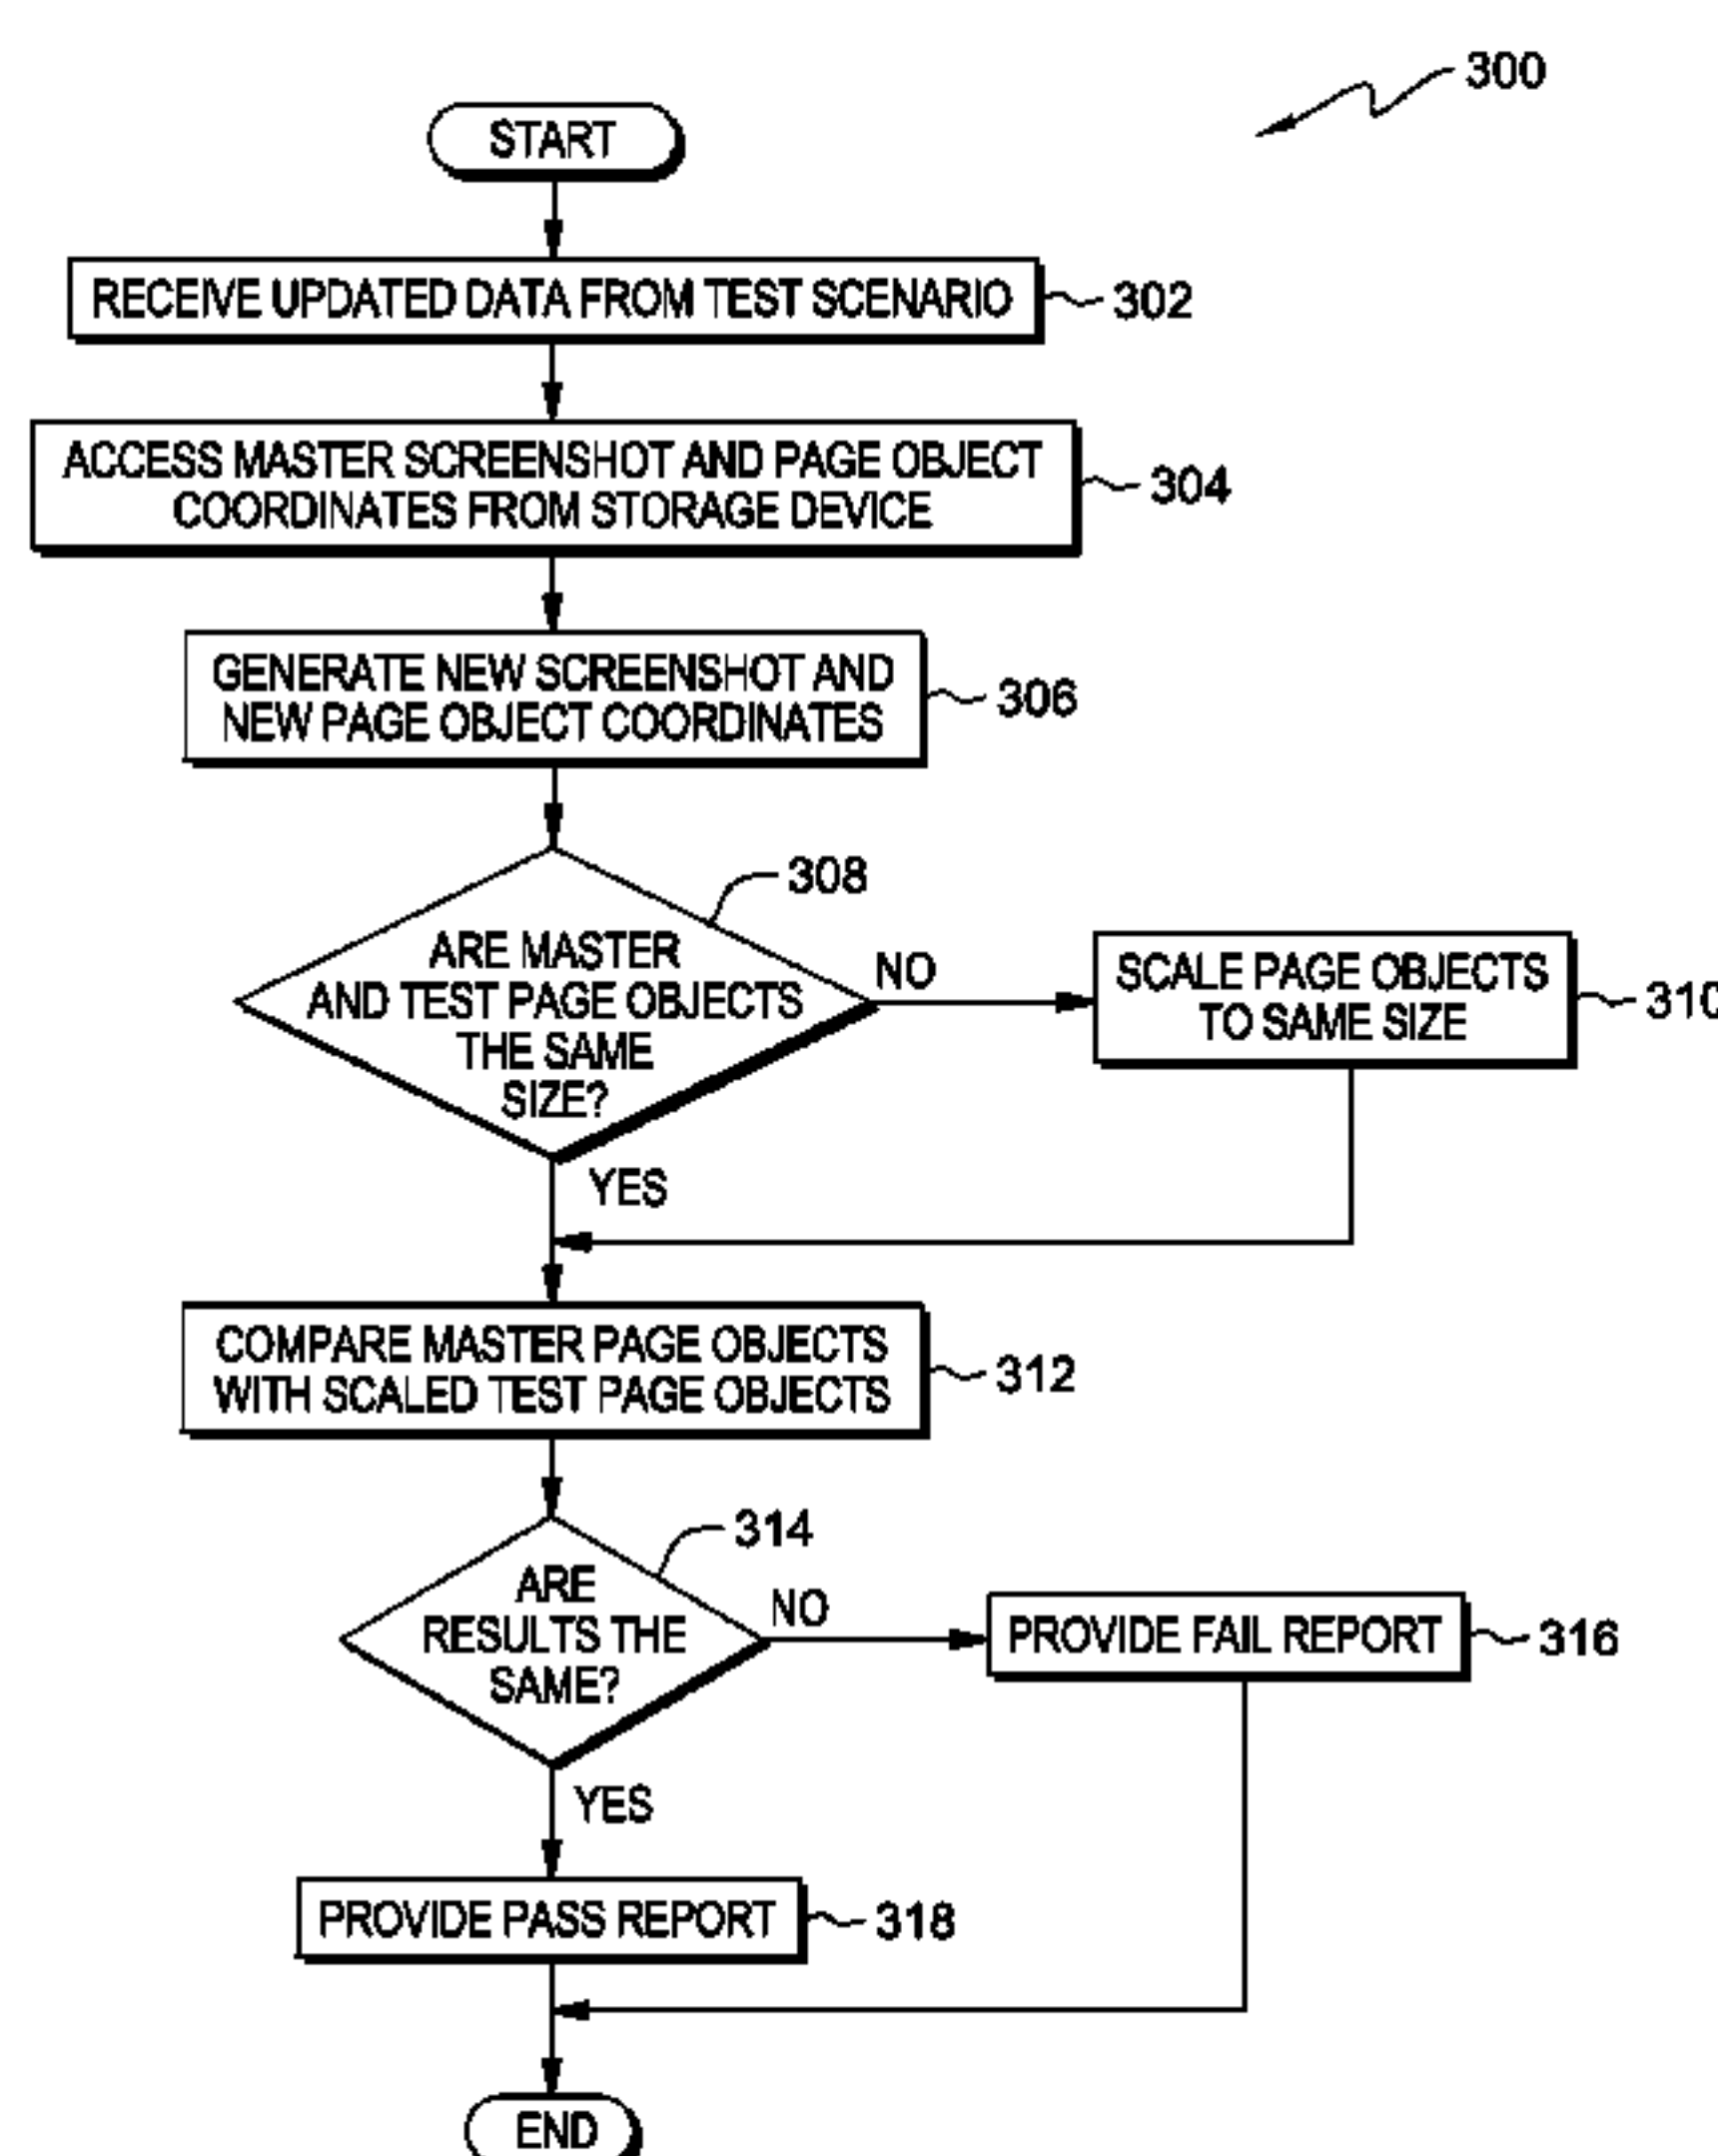 300
START
RECEIVE UPDATED DATA FROM TEST SCENARIO
302
ACCESS MASTER SCREENSHOT AND PAGE OBJECT
COORDINATES FROM STORAGE DEVICE
304
GENERATE NEW SCREENSHOT AND
NEW PAGE OBJECT COORDINATES
306
308
ARE MASTER
AND TEST PAGE OBJECTS
THE SAME
SIZE?
NO
SCALE PAGE OBJECTS
TO SAME SIZE
310
YES
COMPARE MASTER PAGE OBJECTS
WITH SCALED TEST PAGE OBJECTS
312
314
ARE
RESULTS THE
SAME?
NO
PROVIDE FAIL REPORT
316
YES
PROVIDE PASS REPORT
318
END